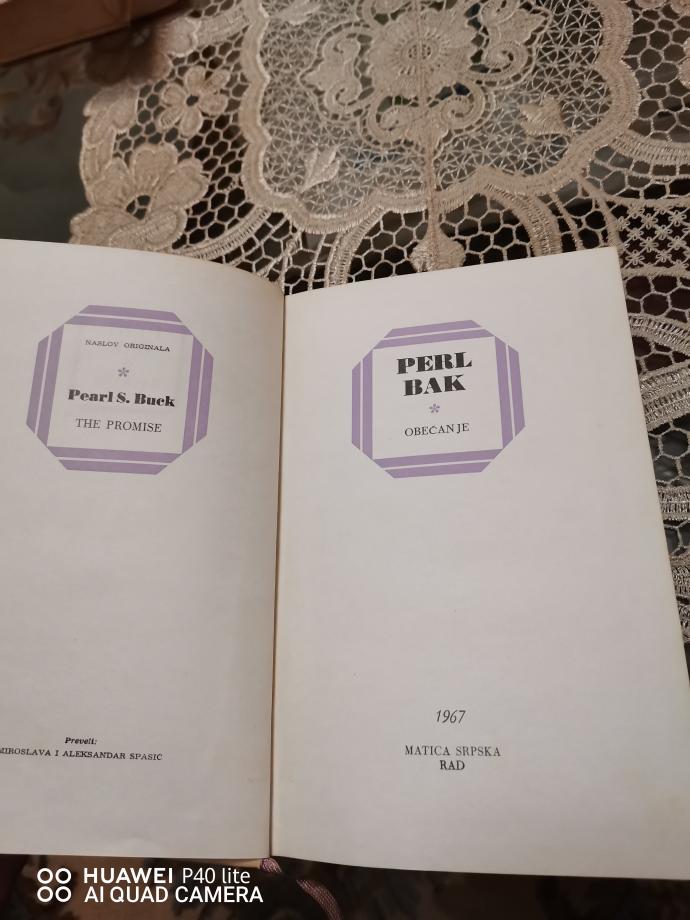 NASLOV ORIGINALA
*
Pearl S. Buck
THE PROMISE
Preveli:
MIROSLAVA I ALEKSANDAR SPASIĆ
PERL
BAK
*
OBEĆANJE
1967
MATICA SRPSKA
RAD
HUAWEI P40 lite
AI QUAD CAMERA